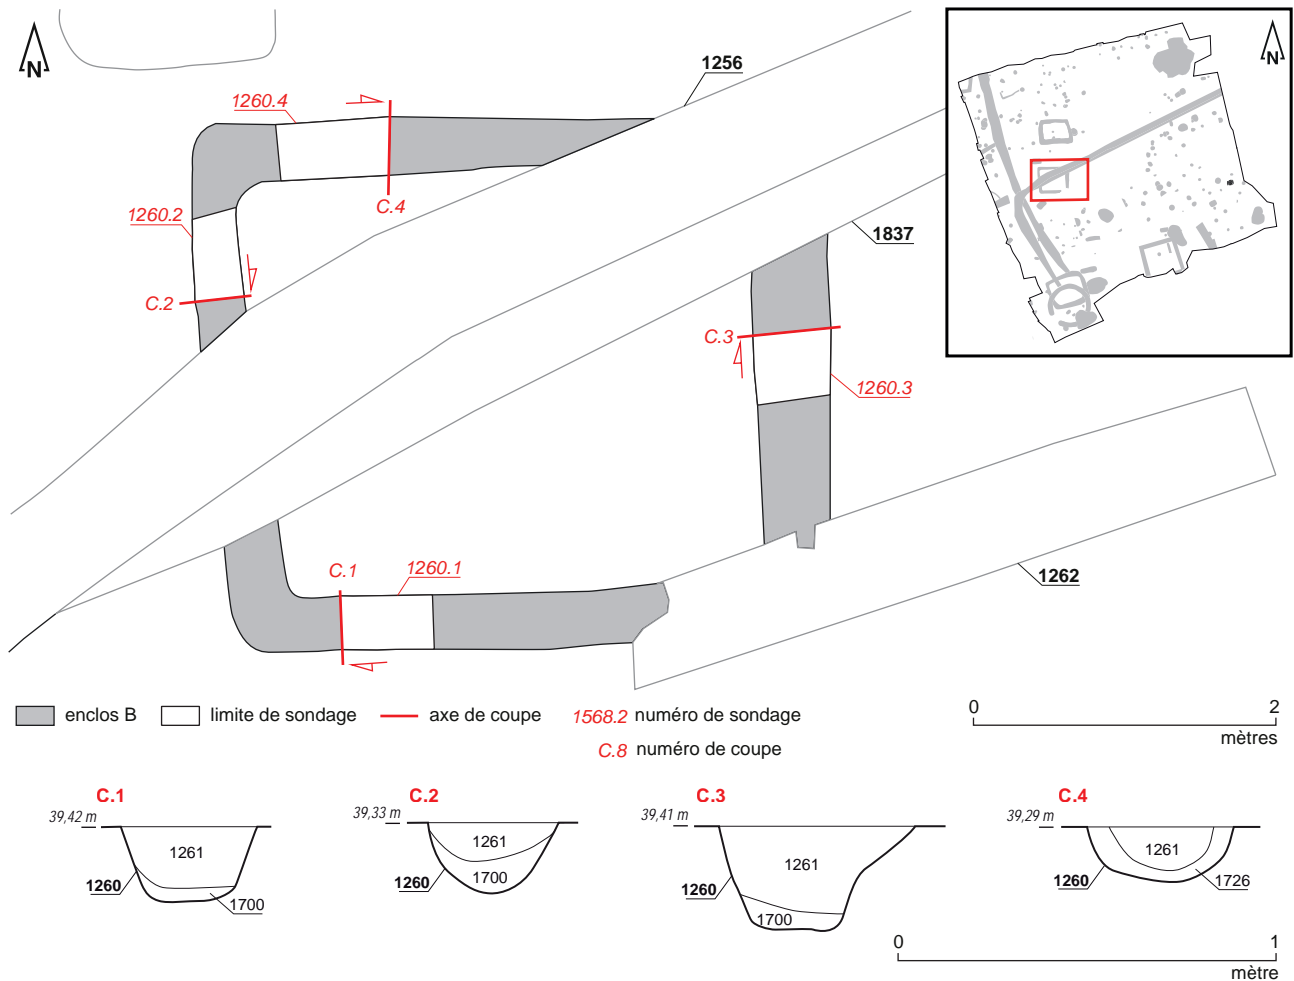 N
N
1256
1260.4
C.4
1260.2
C.2
1837
C.3
1260.3
C.1
1260.1
1262
enclos B limite de sondage axe de coupe 1568.2 numéro de sondage
C.8 numéro de coupe
0 2
mètres
C.1
39,42 m
1261
1260
1700
C.2
39,33 m
1261
1260
1700
C.3
39,41 m
1261
1260
1700
C.4
39,29 m
1261
1260
1726
0 1
mètre